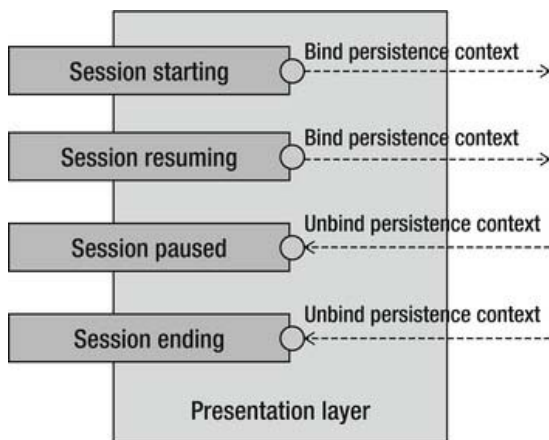 Bind persistence context
Session starting
Bind persistence context
Session resuming
Unbind persistence context
Session paused
Unbind persistence context
Session ending
Presentation layer